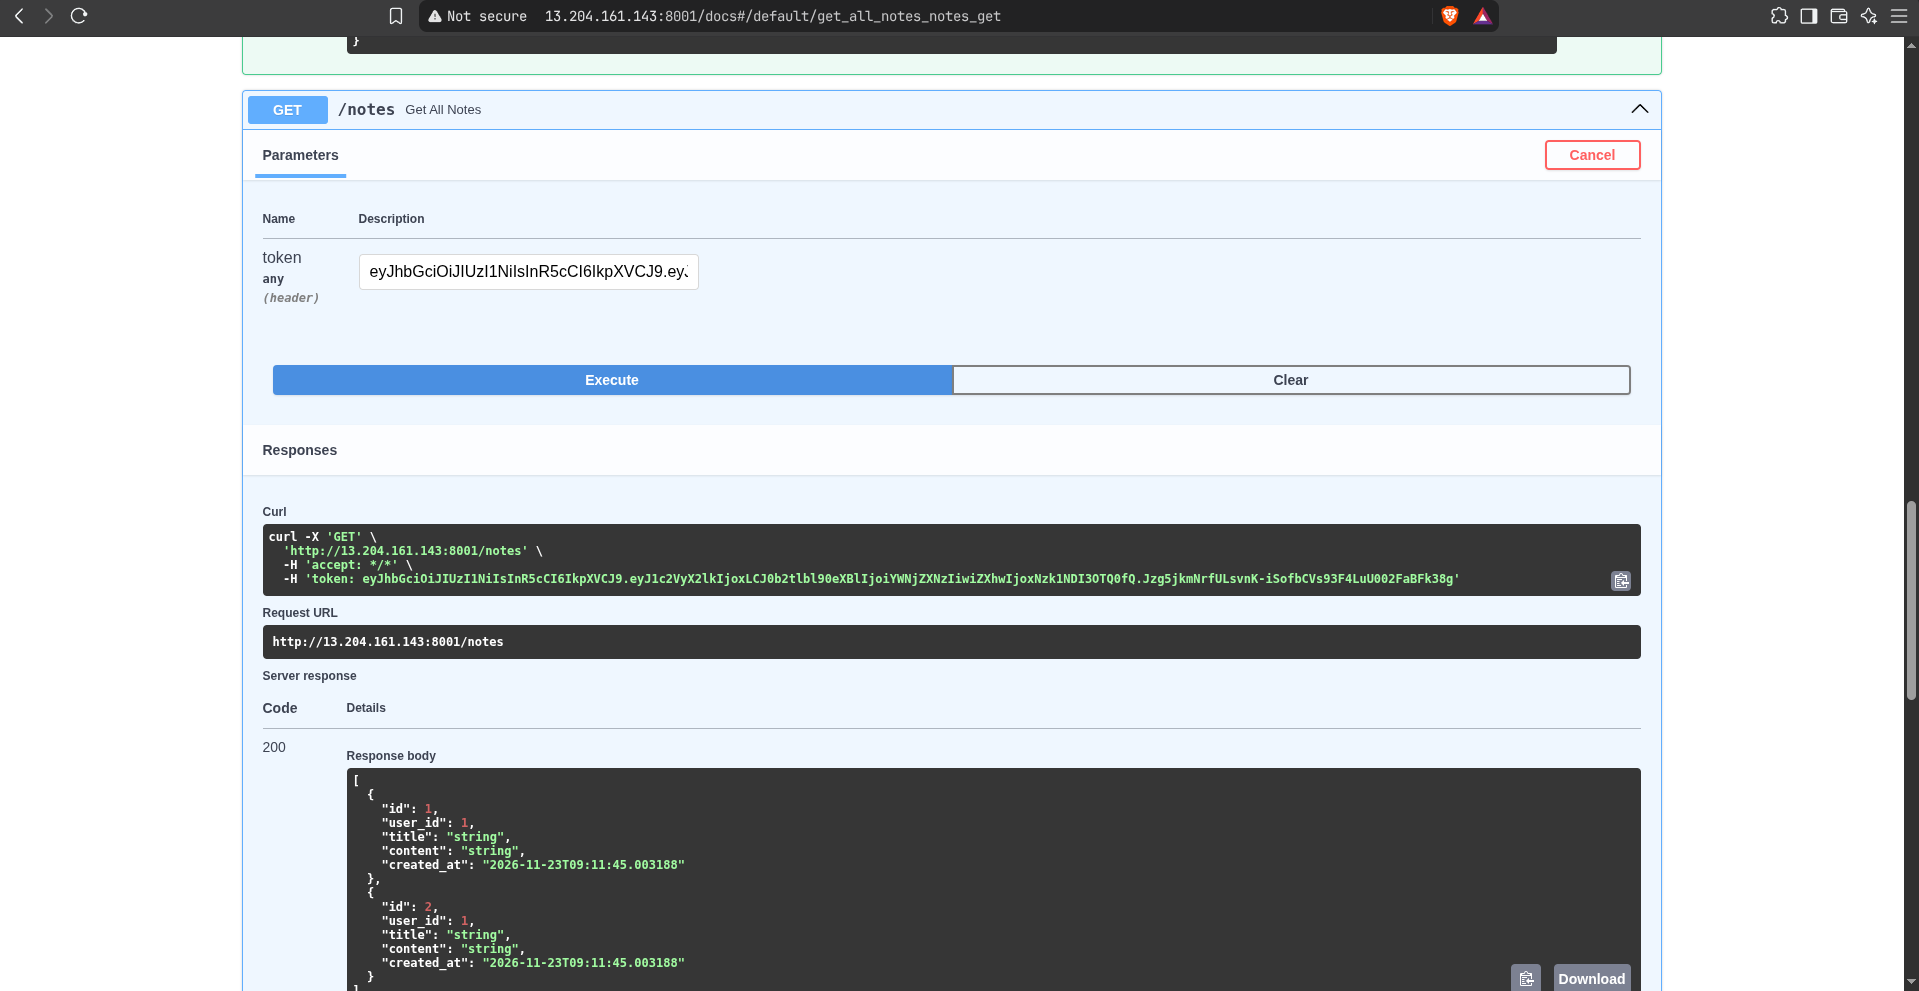 Not secure 13.204.161.143:8001/docs#/default/get_all_notes_notes_get
}
GET /notes Get All Notes
Parameters
Cancel
Name Description
token
any
(header)
eyJhbGciOiJIUzI1NiIsInR5cCI6IkpXVCJ9.eyJ
Execute Clear
Responses
Curl
curl -X 'GET' \
'http://13.204.161.143:8001/notes' \
-H 'accept: */*' \
-H 'token: eyJhbGciOiJIUzI1NiIsInR5cCI6IkpXVCJ9.eyJ1c2VyX2lkIjoxLCJ0b2tlbl90eXBlIjoiYWNjZXNzIiwiZXhwIjoxNzk1NDI3OTQ0fQ.Jzg5jkmNrfULsvnK-iSofbCVs93F4LuU002FaBFk38g'
Request URL
http://13.204.161.143:8001/notes
Server response
Code Details
200
Response body
[
{
"id": 1,
"user_id": 1,
"title": "string",
"content": "string",
"created_at": "2026-11-23T09:11:45.003188"
},
{
"id": 2,
"user_id": 1,
"title": "string",
"content": "string",
"created_at": "2026-11-23T09:11:45.003188"
}
]
Download